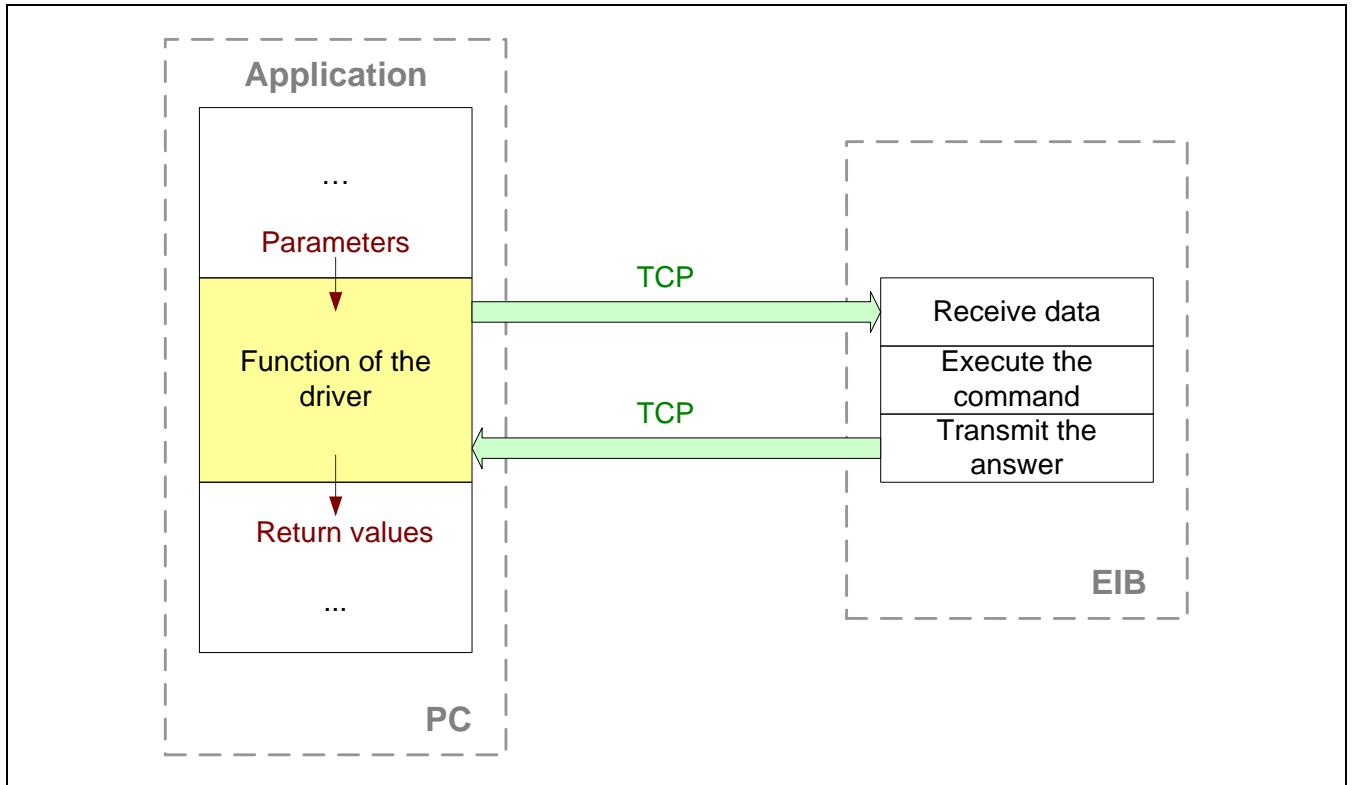 Application
…
Parameters
Function of the
driver
Return values
...
PC
TCP
TCP
Receive data
Execute the
command
Transmit the
answer
EIB